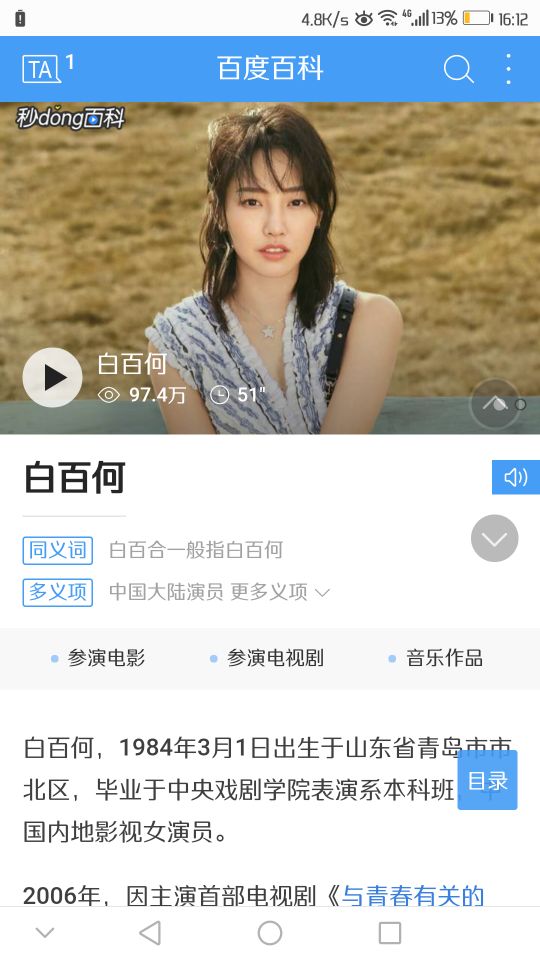 4.8K/s 4G 13% 16:12
TA 1 百度百科
秒dǒng百科
白百何
97.4万 51"
白百何
同义词 白百合一般指白百何
多义项 中国大陆演员 更多义项
参演电影 参演电视剧 音乐作品
白百何，1984年3月1日出生于山东省青岛市市
北区，毕业于中央戏剧学院表演系本科班，中
目录
国内地影视女演员。
2006年，因主演首部电视剧《与青春有关的